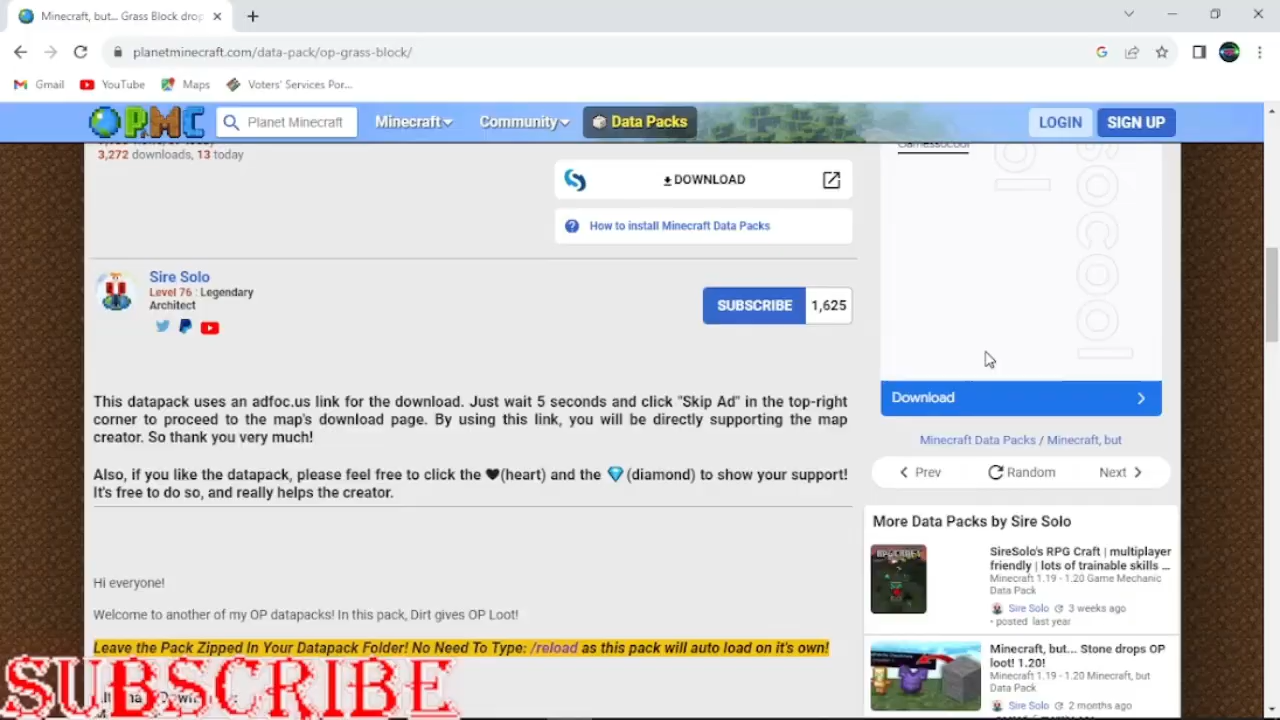 Minecraft, but... Grass Block drop
planetminecraft.com/data-pack/op-grass-block/
Gmail YouTube Maps Voters' Services Por...
PMC Planet Minecraft Minecraft Community Data Packs LOGIN SIGN UP
3,272 downloads, 13 today
DOWNLOAD
How to install Minecraft Data Packs
Sire Solo
Level 76 : Legendary
Architect
SUBSCRIBE 1,625
This datapack uses an adfoc.us link for the download. Just wait 5 seconds and click "Skip Ad" in the top-right
corner to proceed to the map's download page. By using this link, you will be directly supporting the map
creator. So thank you very much!
Also, if you like the datapack, please feel free to click the ❤(heart) and the 💎(diamond) to show your support!
It's free to do so, and really helps the creator.
Hi everyone!
Welcome to another of my OP datapacks! In this pack, Dirt gives OP Loot!
Leave the Pack Zipped In Your Datapack Folder! No Need To Type: /reload as this pack will auto load on it's own!
SUBSCRIBE
Download
Minecraft Data Packs / Minecraft, but
Prev Random Next
More Data Packs by Sire Solo
SireSolo's RPG Craft | multiplayer
friendly | lots of trainable skills ...
Minecraft 1.19 - 1.20 Game Mechanic
Data Pack
Sire Solo 3 weeks ago
• posted last year
Minecraft, but... Stone drops OP
loot! 1.20!
Minecraft 1.19 - 1.20 Minecraft, but
Data Pack
Sire Solo 2 months ago